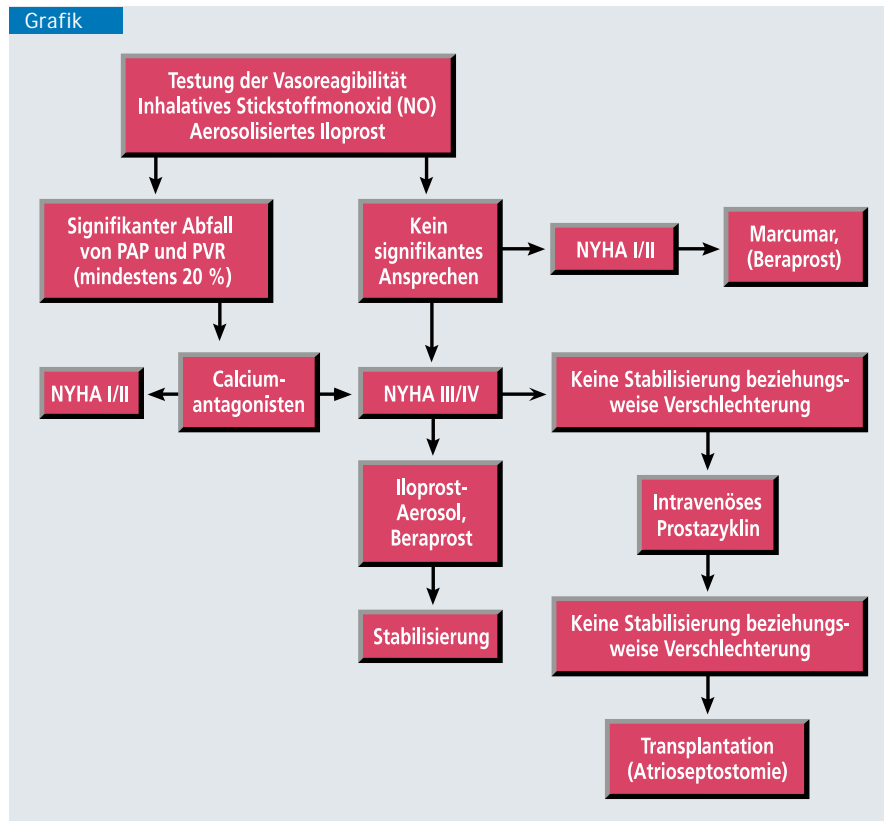 Grafik
Testung der Vasoreagibilität
Inhalatives Stickstoffmonoxid (NO)
Aerosolisiertes Iloprost
Signifikanter Abfall
von PAP und PVR
(mindestens 20 %)
Kein
signifikantes
Ansprechen
NYHA I/II
Marcumar,
(Beraprost)
NYHA I/II
Calcium-
antagonisten
NYHA III/IV
Keine Stabilisierung beziehungs-
weise Verschlechterung
Iloprost-
Aerosol,
Beraprost
Intravenöses
Prostazyklin
Stabilisierung
Keine Stabilisierung beziehungs-
weise Verschlechterung
Transplantation
(Atrioseptostomie)